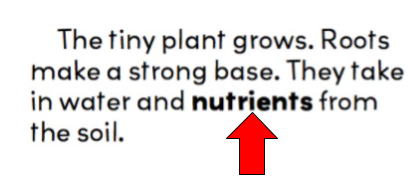 The tiny plant grows. Roots
make a strong base. They take
in water and nutrients from
the soil.